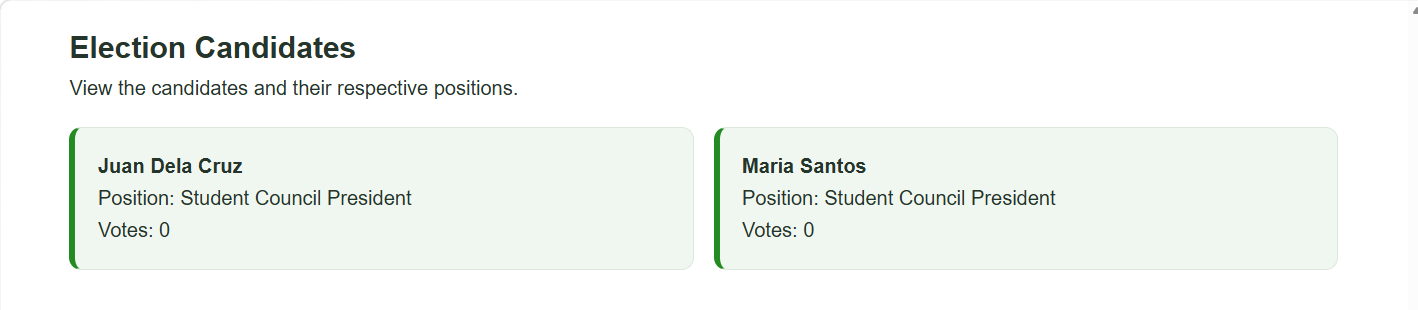 Election Candidates
View the candidates and their respective positions.
Juan Dela Cruz
Position: Student Council President
Votes: 0
Maria Santos
Position: Student Council President
Votes: 0